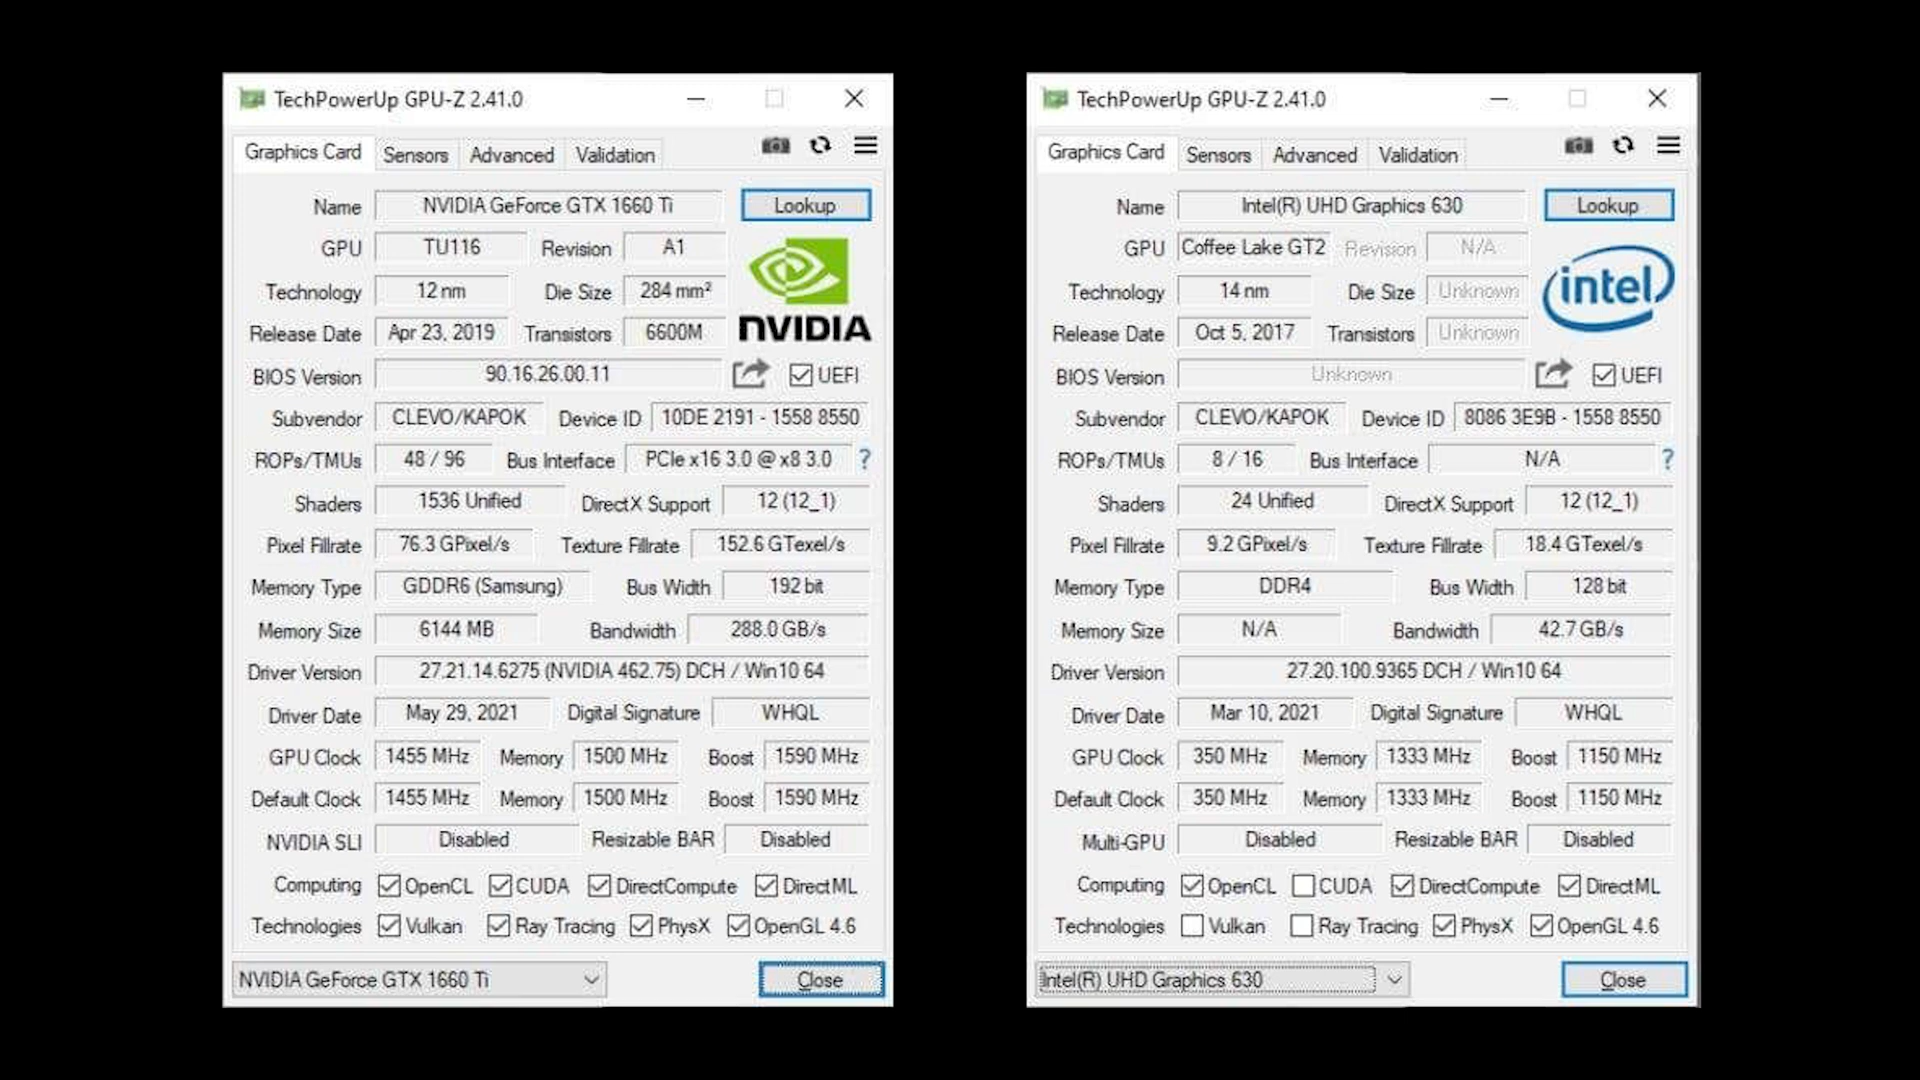 TechPowerUp GPU-Z 2.41.0
Graphics Card Sensors Advanced Validation
Name NVIDIA GeForce GTX 1660 Ti Lookup
GPU TU116 Revision A1
Technology 12 nm Die Size 284 mm²
Release Date Apr 23, 2019 Transistors 6600M
NVIDIA
BIOS Version 90.16.26.00.11 UEFI
Subvendor CLEVO/KAPOK Device ID 10DE 2191 - 1558 8550
ROPs/TMUs 48 / 96 Bus Interface PCIe x16 3.0 @ x8 3.0 ?
Shaders 1536 Unified DirectX Support 12 (12_1)
Pixel Fillrate 76.3 GPixel/s Texture Fillrate 152.6 GTexel/s
Memory Type GDDR6 (Samsung) Bus Width 192 bit
Memory Size 6144 MB Bandwidth 288.0 GB/s
Driver Version 27.21.14.6275 (NVIDIA 462.75) DCH / Win10 64
Driver Date May 29, 2021 Digital Signature WHQL
GPU Clock 1455 MHz Memory 1500 MHz Boost 1590 MHz
Default Clock 1455 MHz Memory 1500 MHz Boost 1590 MHz
NVIDIA SLI Disabled Resizable BAR Disabled
Computing OpenCL CUDA DirectCompute DirectML
Technologies Vulkan Ray Tracing PhysX OpenGL 4.6
NVIDIA GeForce GTX 1660 Ti Close
TechPowerUp GPU-Z 2.41.0
Graphics Card Sensors Advanced Validation
Name Intel(R) UHD Graphics 630 Lookup
GPU Coffee Lake GT2 Revision N/A
Technology 14 nm Die Size Unknown
intel
Release Date Oct 5, 2017 Transistors Unknown
BIOS Version Unknown UEFI
Subvendor CLEVO/KAPOK Device ID 8086 3E9B - 1558 8550
ROPs/TMUs 8 / 16 Bus Interface N/A ?
Shaders 24 Unified DirectX Support 12 (12_1)
Pixel Fillrate 9.2 GPixel/s Texture Fillrate 18.4 GTexel/s
Memory Type DDR4 Bus Width 128 bit
Memory Size N/A Bandwidth 42.7 GB/s
Driver Version 27.20.100.9365 DCH / Win10 64
Driver Date Mar 10, 2021 Digital Signature WHQL
GPU Clock 350 MHz Memory 1333 MHz Boost 1150 MHz
Default Clock 350 MHz Memory 1333 MHz Boost 1150 MHz
Multi-GPU Disabled Resizable BAR Disabled
Computing OpenCL CUDA DirectCompute DirectML
Technologies Vulkan Ray Tracing PhysX OpenGL 4.6
Intel(R) UHD Graphics 630 Close